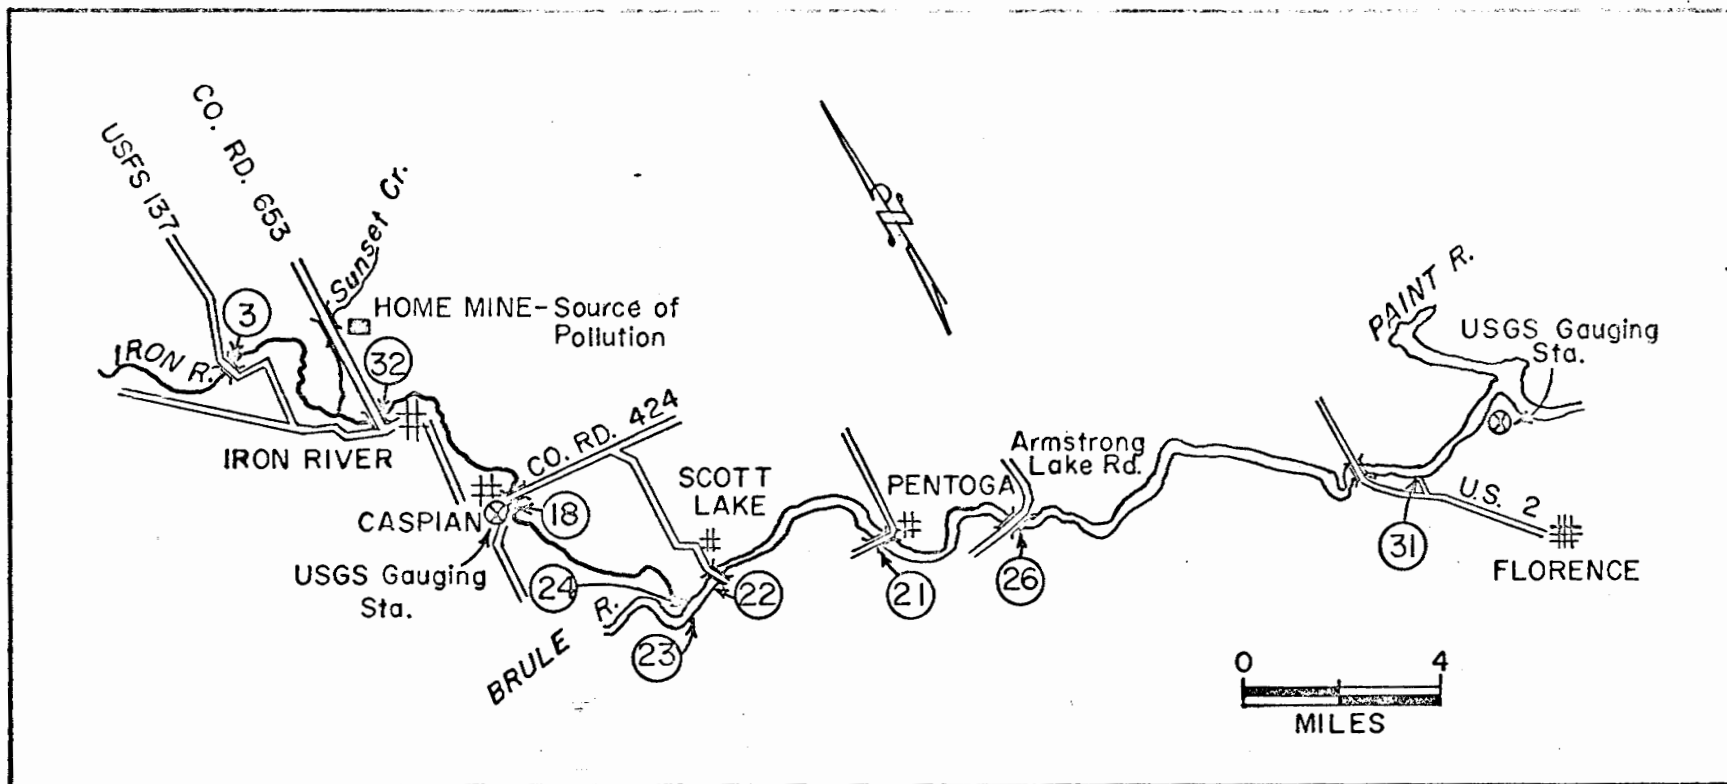 USFS 137
CO. RD. 653
Sunset Cr.
3
IRON R.
HOME MINE-Source of
Pollution
32
IRON RIVER
CO. RD. 424
CASPIAN
18
USGS Gauging
Sta.
24
BRULE R.
23
22
SCOTT
LAKE
N
21
PENTOGA
26
Armstrong
Lake Rd.
PAINT R.
USGS Gauging
Sta.
U.S. 2
31
FLORENCE
0 4
MILES